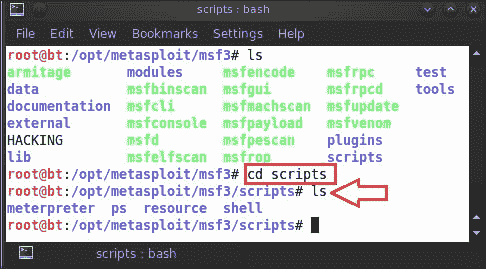 scripts : bash
File Edit View Bookmarks Settings Help
root@bt:/opt/metasploit/msf3# ls
armitage modules msfencode msfrpc test
data msfbinscan msfgui msfrpcd tools
documentation msfcli msfmachscan msfupdate
external msfconsole msfpayload msfvenom
HACKING msfd msfpescan plugins
lib msfelfscan msfrop scripts
root@bt:/opt/metasploit/msf3# cd scripts
root@bt:/opt/metasploit/msf3/scripts# ls
meterpreter ps resource shell
root@bt:/opt/metasploit/msf3/scripts#
scripts : bash